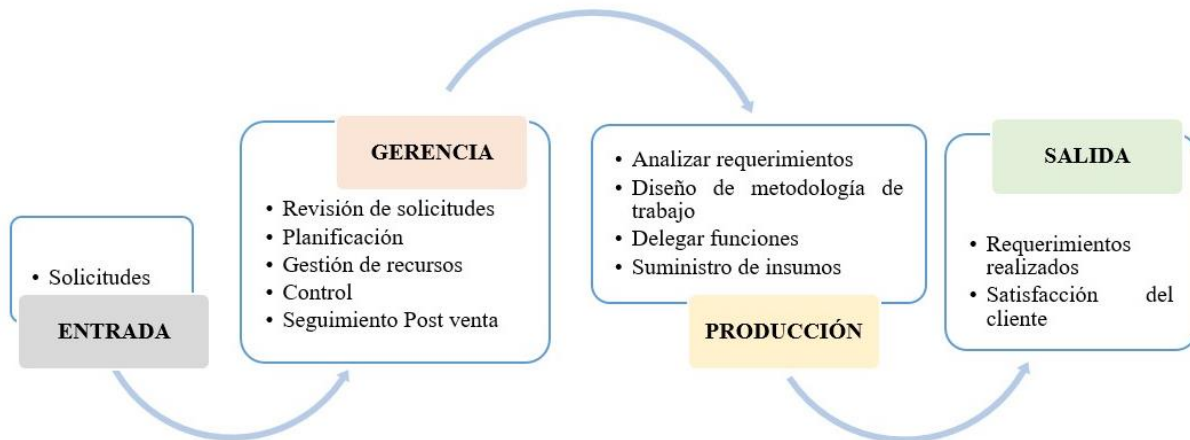 • Solicitudes
ENTRADA
GERENCIA
• Revisión de solicitudes
• Planificación
• Gestión de recursos
• Control
• Seguimiento Post venta
• Analizar requerimientos
• Diseño de metodología de
trabajo
• Delegar funciones
• Suministro de insumos
PRODUCCIÓN
SALIDA
• Requerimientos
realizados
• Satisfacción del
cliente